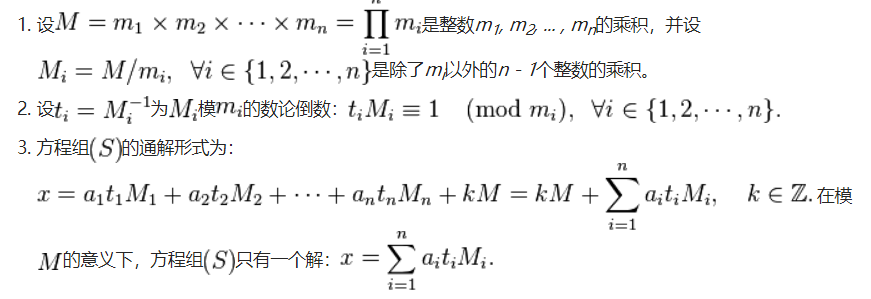 1. 设M = m₁ × m₂ × ⋯ × mₙ = ∏ᵢ₌₁ⁿ mᵢ是整数m₁, m₂, ... , mₙ的乘积，并设
Mᵢ = M/mᵢ, ∀i ∈ {1, 2, ⋯ , n}是除了mᵢ以外的n - 1个整数的乘积。
2. 设tᵢ = Mᵢ⁻¹为Mᵢ模mᵢ的数论倒数：tᵢMᵢ ≡ 1 (mod mᵢ), ∀i ∈ {1, 2, ⋯ , n}.
3. 方程组(S)的通解形式为：
x = a₁t₁M₁ + a₂t₂M₂ + ⋯ + aₙtₙMₙ + kM = kM + ∑ᵢ₌₁ⁿ aᵢtᵢMᵢ, k ∈ ℤ. 在模
M的意义下，方程组(S)只有一个解：x = ∑ᵢ₌₁ⁿ aᵢtᵢMᵢ.